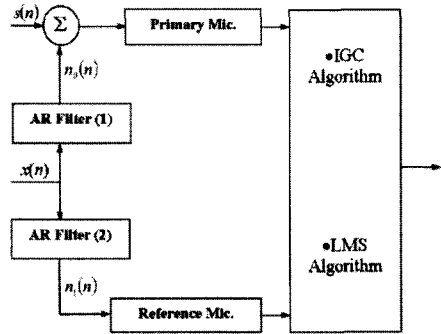 s(n)
Σ
Primary Mic.
•IGC
Algorithm
n₀(n)
AR Filter (1)
x(n)
AR Filter (2)
•LMS
Algorithm
n₁(n)
Reference Mic.